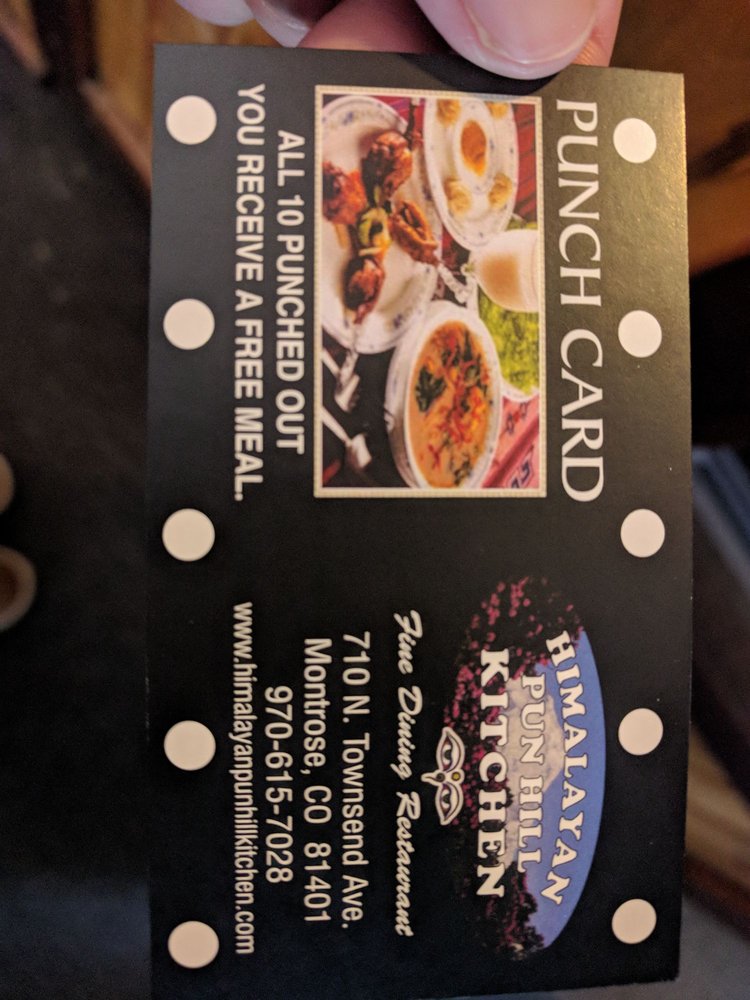 PUNCH CARD
ALL 10 PUNCHED OUT
YOU RECEIVE A FREE MEAL.
HIMALAYAN
PUN HILL
KITCHEN
Fine Dining Restaurant
710 N. Townsend Ave.
Montrose, CO 81401
970-615-7028
www.himalayanpunhillkitchen.com